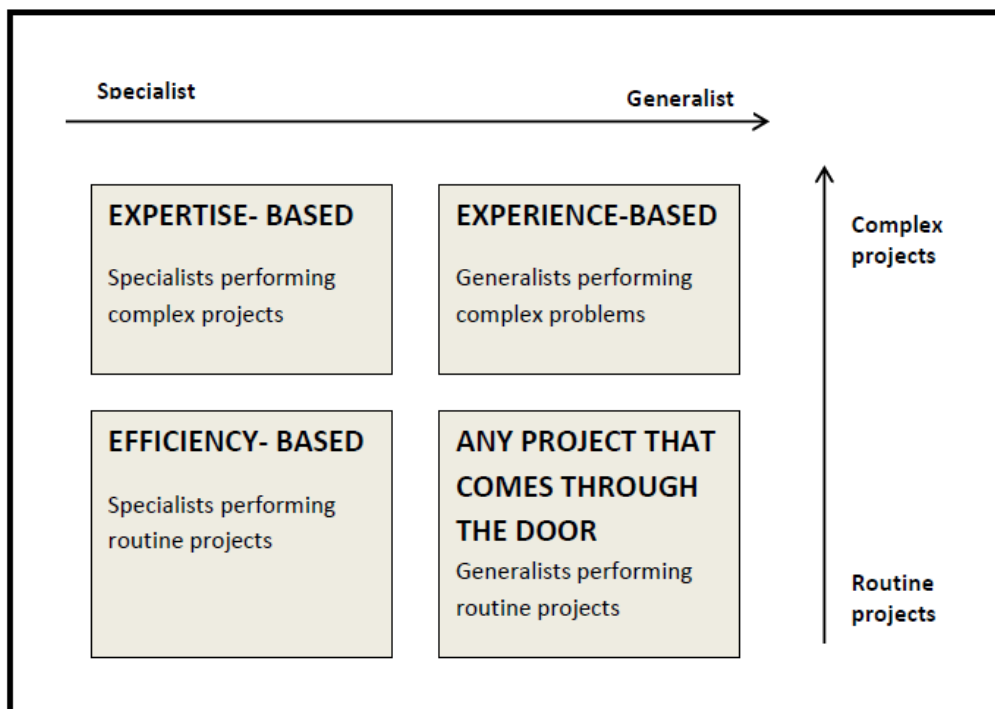 Specialist
Generalist
EXPERTISE- BASED
Specialists performing
complex projects
EXPERIENCE-BASED
Generalists performing
complex problems
Complex
projects
EFFICIENCY- BASED
Specialists performing
routine projects
ANY PROJECT THAT
COMES THROUGH
THE DOOR
Generalists performing
routine projects
Routine
projects